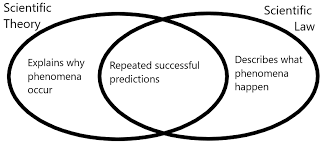 Scientific
Theory
Scientific
Law
Explains why
phenomena
occur
Repeated successful
predictions
Describes what
phenomena
happen